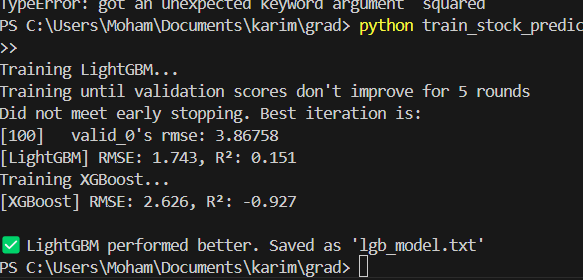 TypeError: got an unexpected keyword argument 'squared'
PS C:\Users\Moham\Documents\karim\grad> python train_stock_predic
>>
Training LightGBM...
Training until validation scores don't improve for 5 rounds
Did not meet early stopping. Best iteration is:
[100] valid_0's rmse: 3.86758
[LightGBM] RMSE: 1.743, R²: 0.151
Training XGBoost...
[XGBoost] RMSE: 2.626, R²: -0.927
✅ LightGBM performed better. Saved as 'lgb_model.txt'
PS C:\Users\Moham\Documents\karim\grad>